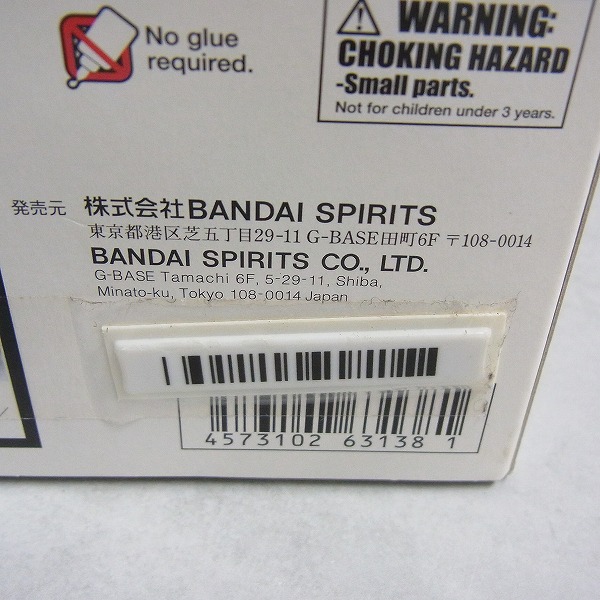 No glue
required.
WARNING:
CHOKING HAZARD
-Small parts.
Not for children under 3 years.
発売元 株式会社BANDAI SPIRITS
東京都港区芝五丁目29-11 G-BASE田町6F 〒108-0014
BANDAI SPIRITS CO., LTD.
G-BASE Tamachi 6F, 5-29-11, Shiba,
Minato-ku, Tokyo 108-0014 Japan
4573102 63138 1